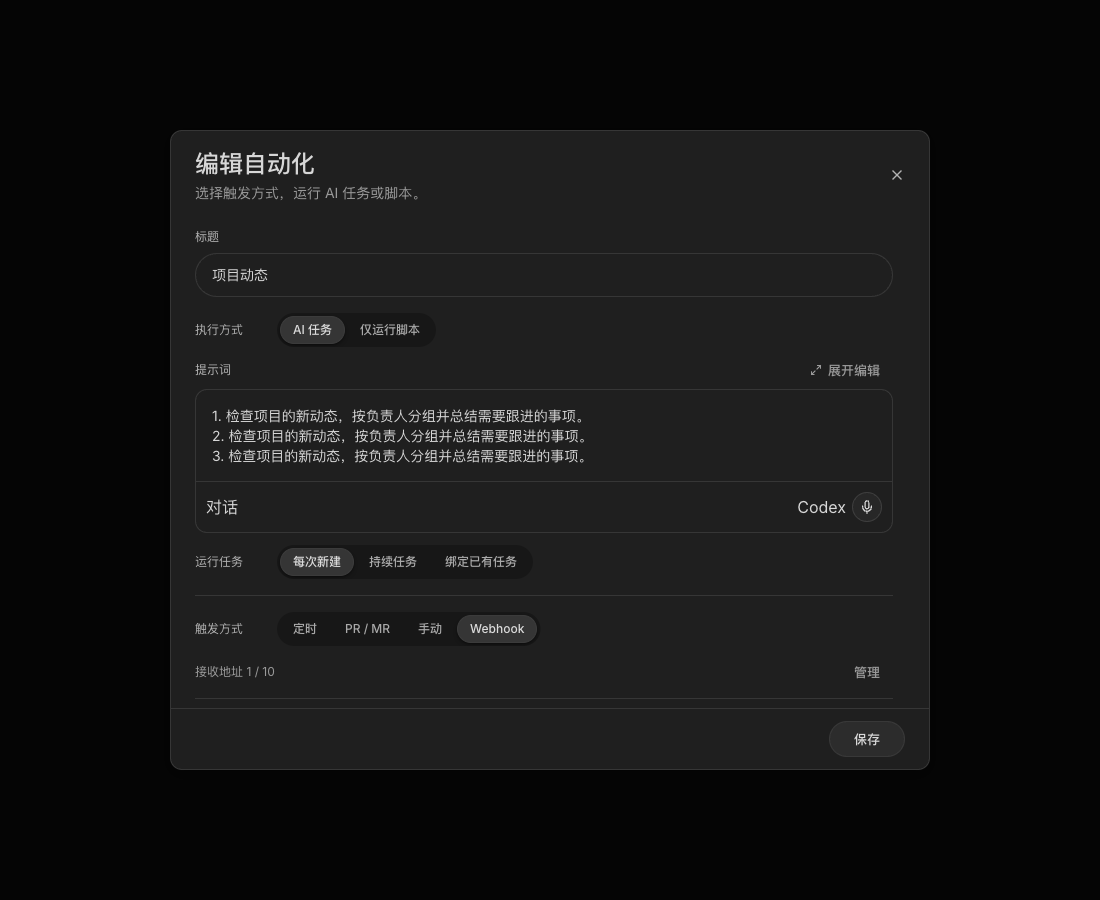 编辑自动化
选择触发方式，运行 AI 任务或脚本。
标题
项目动态
执行方式 AI 任务 仅运行脚本
提示词 展开编辑
1. 检查项目的新动态，按负责人分组并总结需要跟进的事项。
2. 检查项目的新动态，按负责人分组并总结需要跟进的事项。
3. 检查项目的新动态，按负责人分组并总结需要跟进的事项。
对话 Codex
运行任务 每次新建 持续任务 绑定已有任务
触发方式 定时 PR / MR 手动 Webhook
接收地址 1 / 10 管理
保存